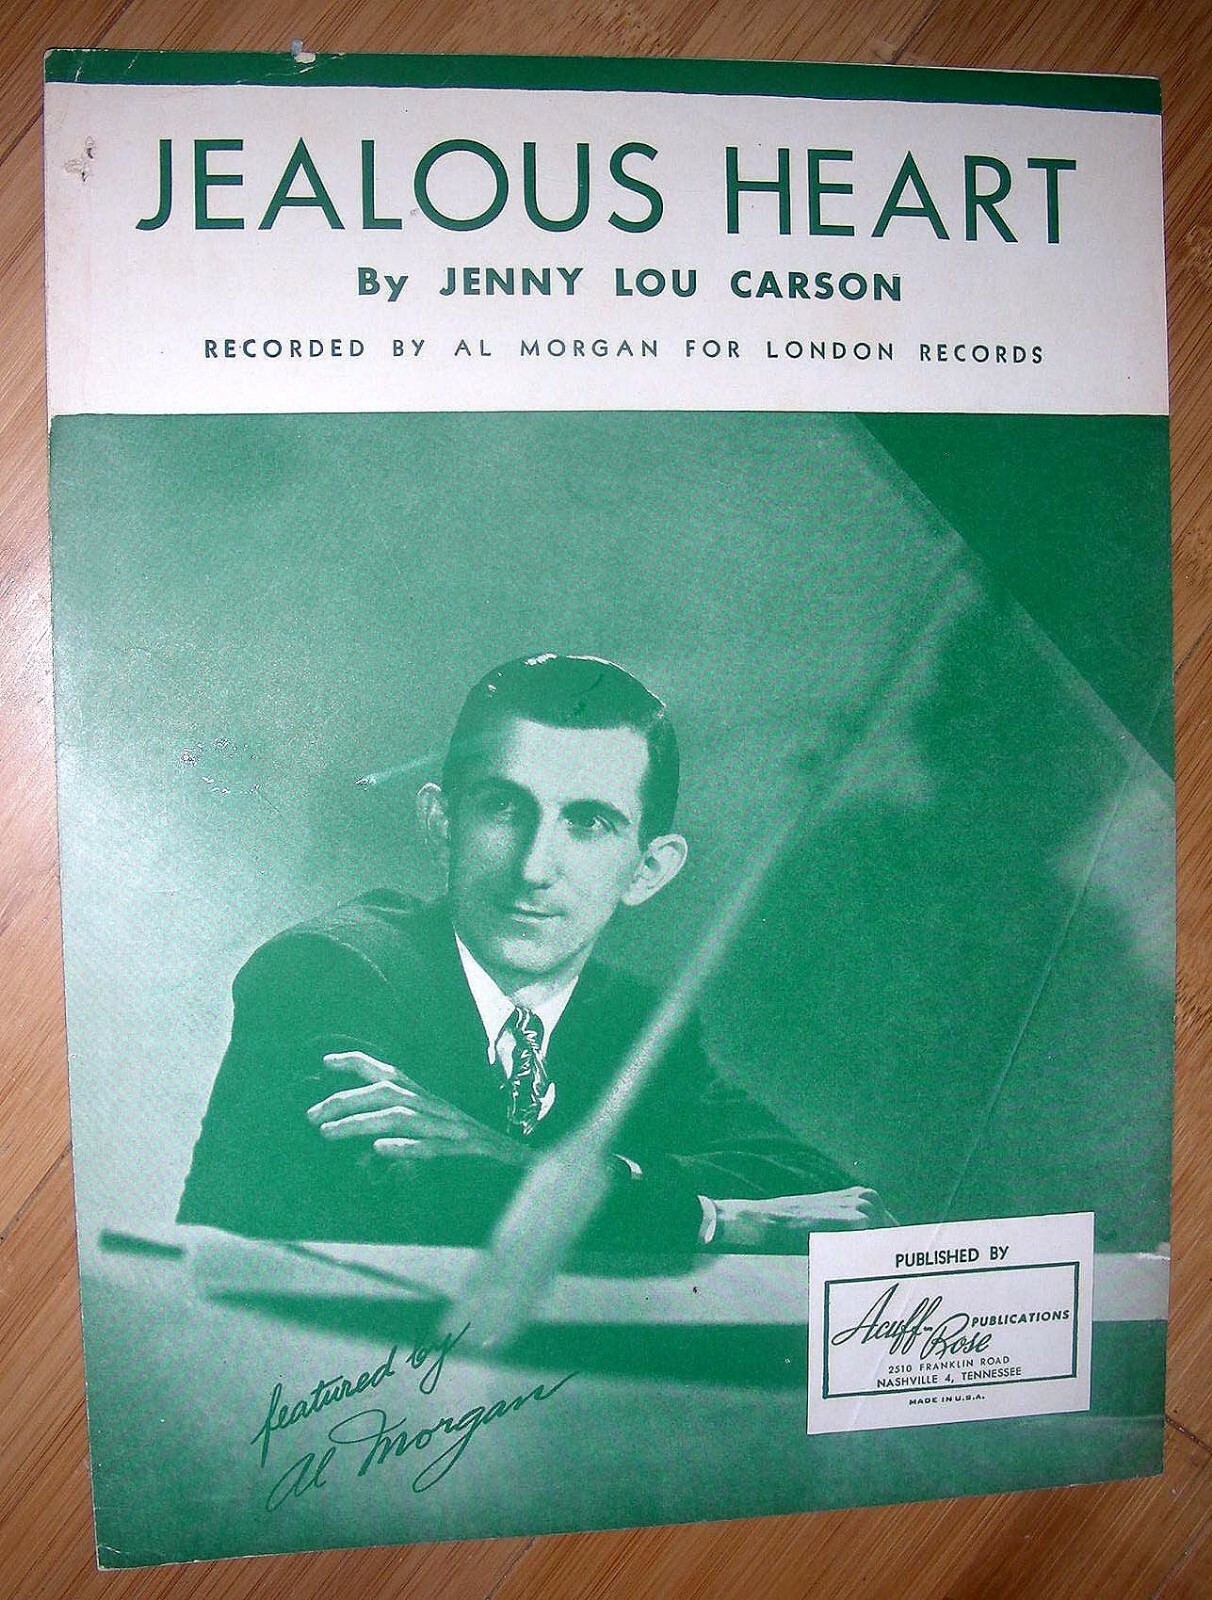 JEALOUS HEART
By JENNY LOU CARSON
RECORDED BY AL MORGAN FOR LONDON RECORDS
featured by
Al Morgan
PUBLISHED BY
Acuff-Rose PUBLICATIONS
2510 FRANKLIN ROAD
NASHVILLE 4, TENNESSEE
MADE IN U.S.A.